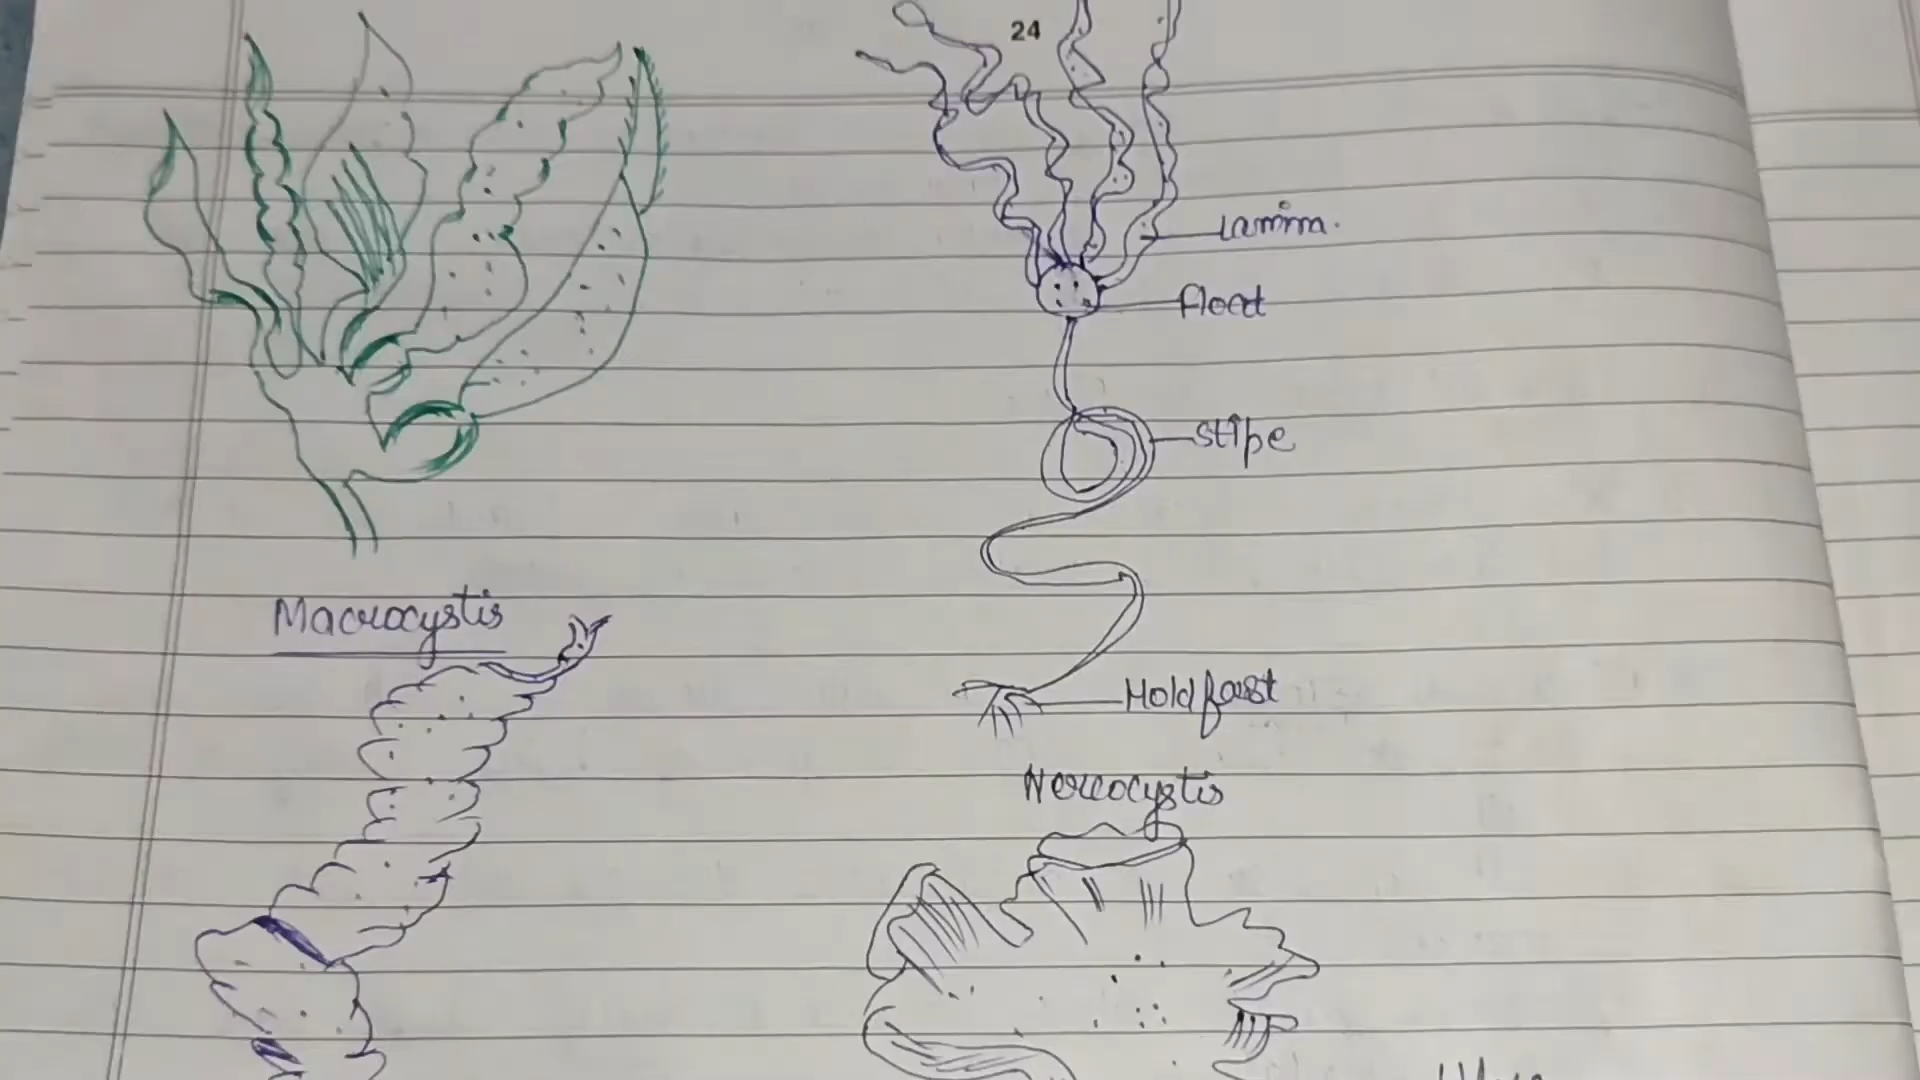 24
Lamina.
float
stipe
Holdfast
Macrocystis
Nereocystis